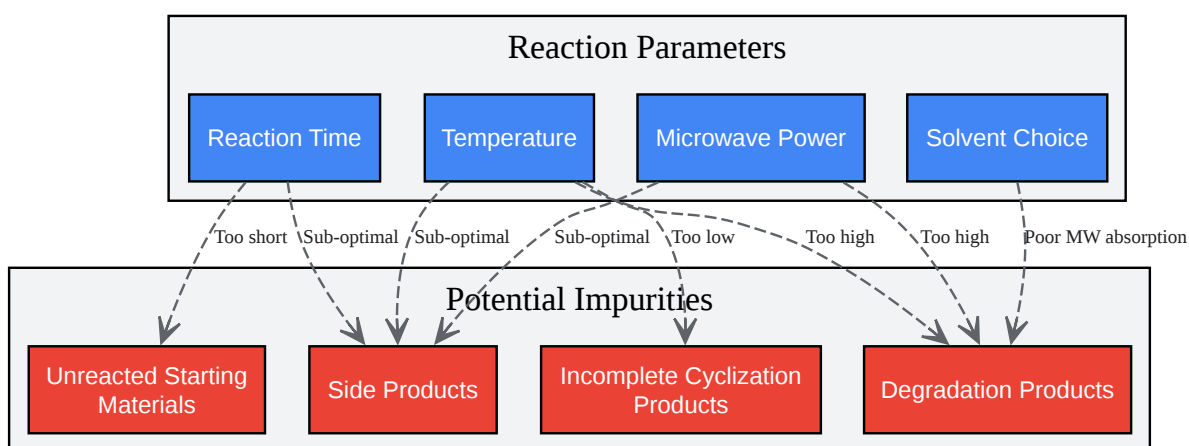 Reaction Parameters
Reaction Time
Temperature
Microwave Power
Solvent Choice
Too short
Sub-optimal
Sub-optimal
Sub-optimal
Too low
Too high
Too high
Poor MW absorption
Potential Impurities
Unreacted Starting
Materials
Side Products
Incomplete Cyclization
Products
Degradation Products